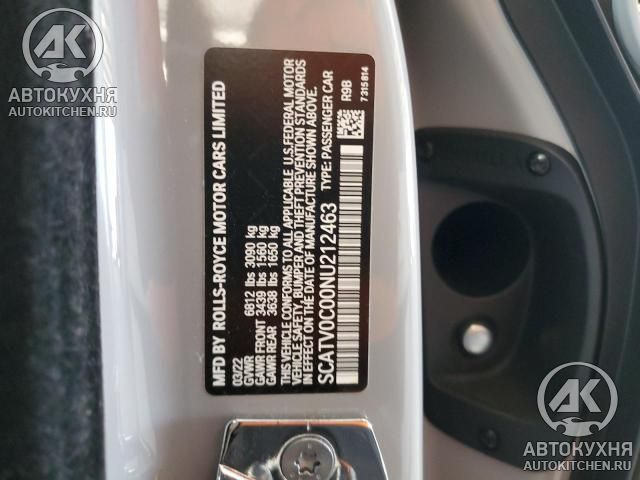 MFD BY ROLLS-ROYCE MOTOR CARS LIMITED
03/22
GVWR 6812 lbs 3090 kg
GAWR FRONT 3439 lbs 1560 kg
GAWR REAR 3638 lbs 1650 kg
THIS VEHICLE CONFORMS TO ALL APPLICABLE U.S.FEDERAL MOTOR
VEHICLE SAFETY, BUMPER AND THEFT PREVENTION STANDARDS
IN EFFECT ON THE DATE OF MANUFACTURE SHOWN ABOVE.
SCATV0C00NU212463 TYPE: PASSENGER CAR
R9B
7315814
АК
АВТОКУХНЯ
AUTOKITCHEN.RU
АК
АВТОКУХНЯ
AUTOKITCHEN.RU